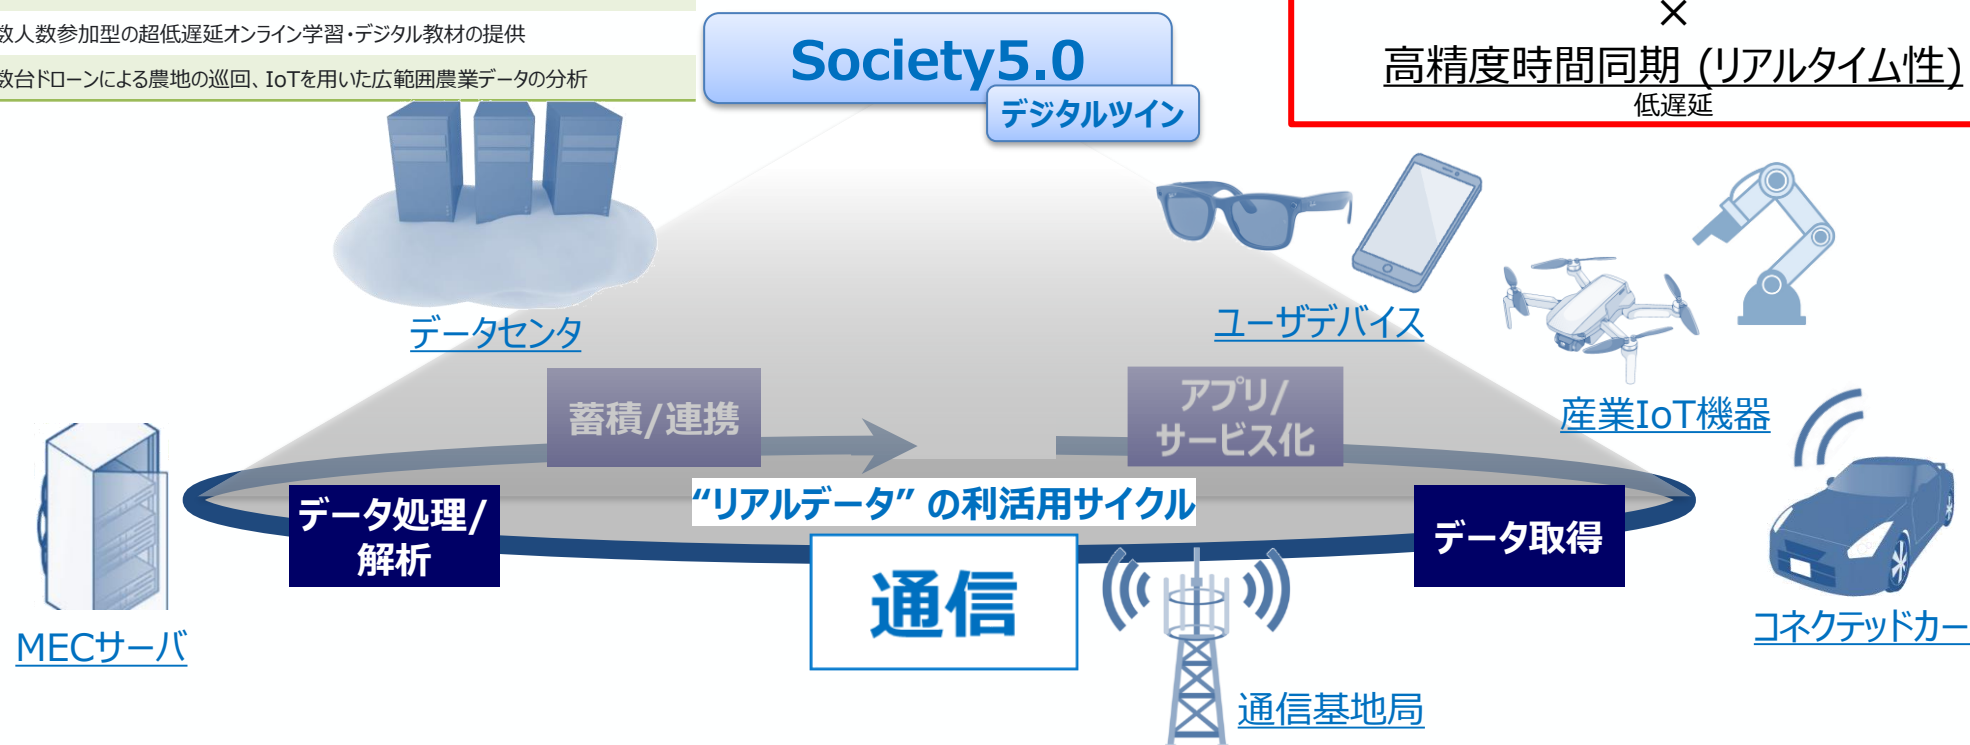 数人数参加型の超低遅延オンライン学習・デジタル教材の提供
数台ドローンによる農地の巡回、IoTを用いた広範囲農業データの分析
Society5.0
デジタルツイン
×
高精度時間同期 (リアルタイム性)
低遅延
データセンタ
ユーザデバイス
産業IoT機器
蓄積/連携
アプリ/
サービス化
データ処理/
解析
“リアルデータ” の利活用サイクル
データ取得
通信
MECサーバ
コネクテッドカー
通信基地局